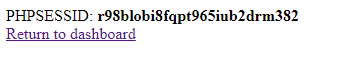 PHPSESSID: r98blobi8fqpt965iub2drm382
Return to dashboard